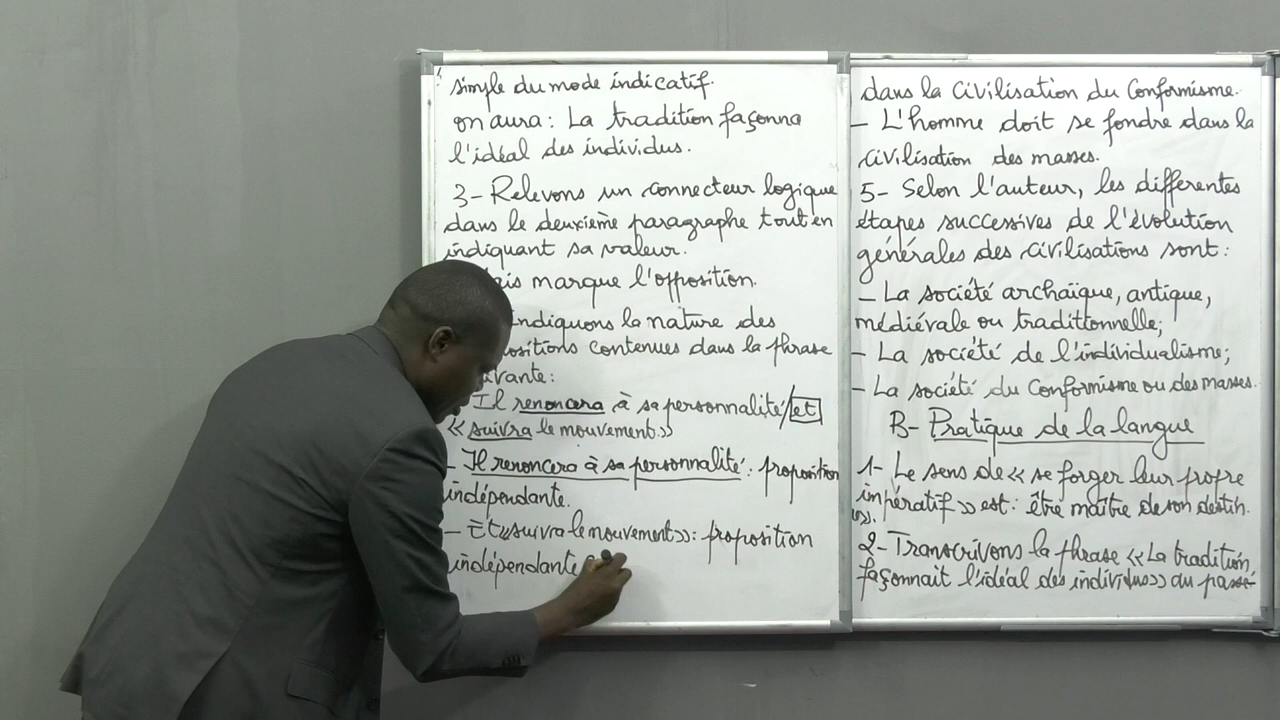 simple du mode indicatif.
on aura : La tradition façonna
l'idéal des individus.
3- Relevons un connecteur logique
dans le deuxième paragraphe tout en
indiquant sa valeur.
ais marque l'opposition.
indiquons la nature des
ositions contenues dans la phrase
vante :
Il renoncera à sa personnalité/et
«suivra le mouvement»
- Il renoncera à sa personnalité : proposition
indépendante.
- Et «suivra le mouvement» : proposition
indépendante
dans la civilisation du Conformisme.
- L'homme doit se fondre dans la
civilisation des masses.
5- Selon l'auteur, les differentes
étapes successives de l'évolution
générales des civilisations sont :
- La société archaïque, antique,
médiévale ou tradittonnelle;
- La société de l'individualisme;
- La société du Conformisme ou des masses.
B- Pratique de la langue
1- Le sens de « se forger leur propre
impératif » est : être maître de son destin.
2- Transcrivons la phrase « La tradition
façonnait l'idéal des individus» au passé